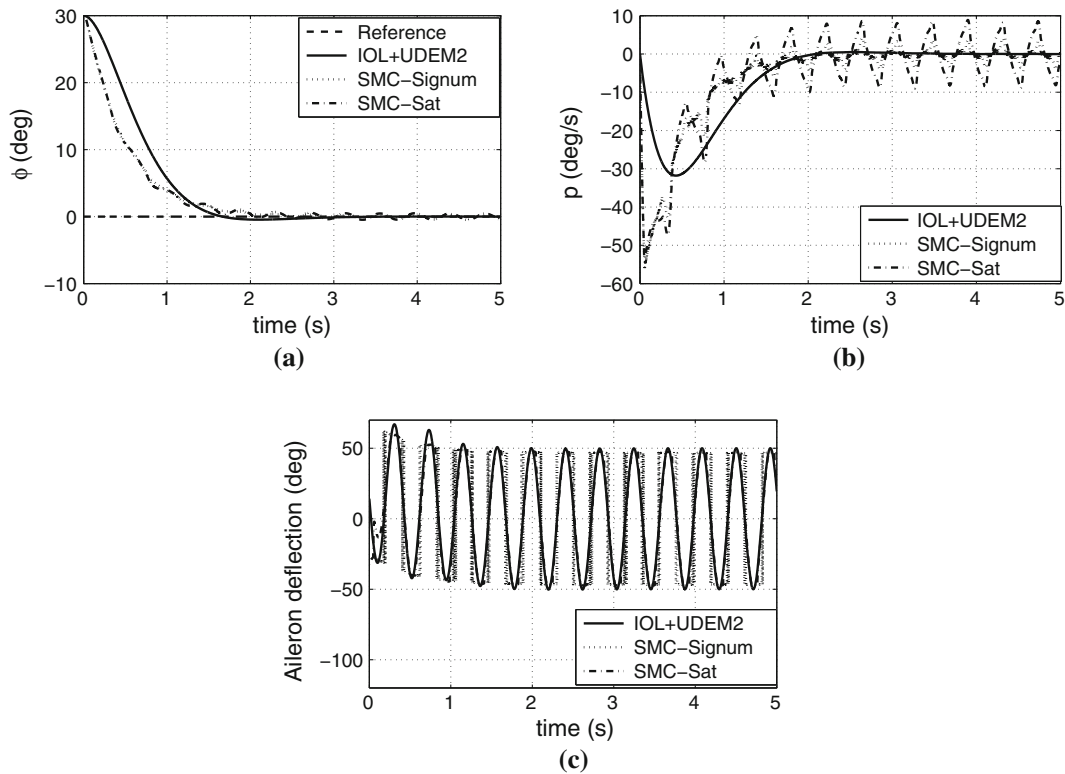 30
20
10
0
−10
φ (deg)
Reference
IOL+UDEM2
SMC−Signum
SMC−Sat
0 1 2 3 4 5
time (s)
(a)
10
0
−10
−20
−30
−40
−50
−60
p (deg/s)
IOL+UDEM2
SMC−Signum
SMC−Sat
0 1 2 3 4 5
time (s)
(b)
50
0
−50
−100
Aileron deflection (deg)
IOL+UDEM2
SMC−Signum
SMC−Sat
0 1 2 3 4 5
time (s)
(c)